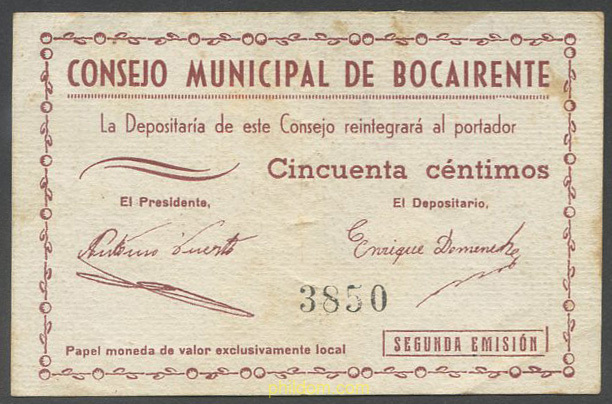 CONSEJO MUNICIPAL DE BOCAIRENTE
La Depositaría de este Consejo reintegrará al portador
Cincuenta céntimos
El Presidente, El Depositario,
Antonio Enrique Domenech
3850
Papel moneda de valor exclusivamente local
SEGUNDA EMISIÓN